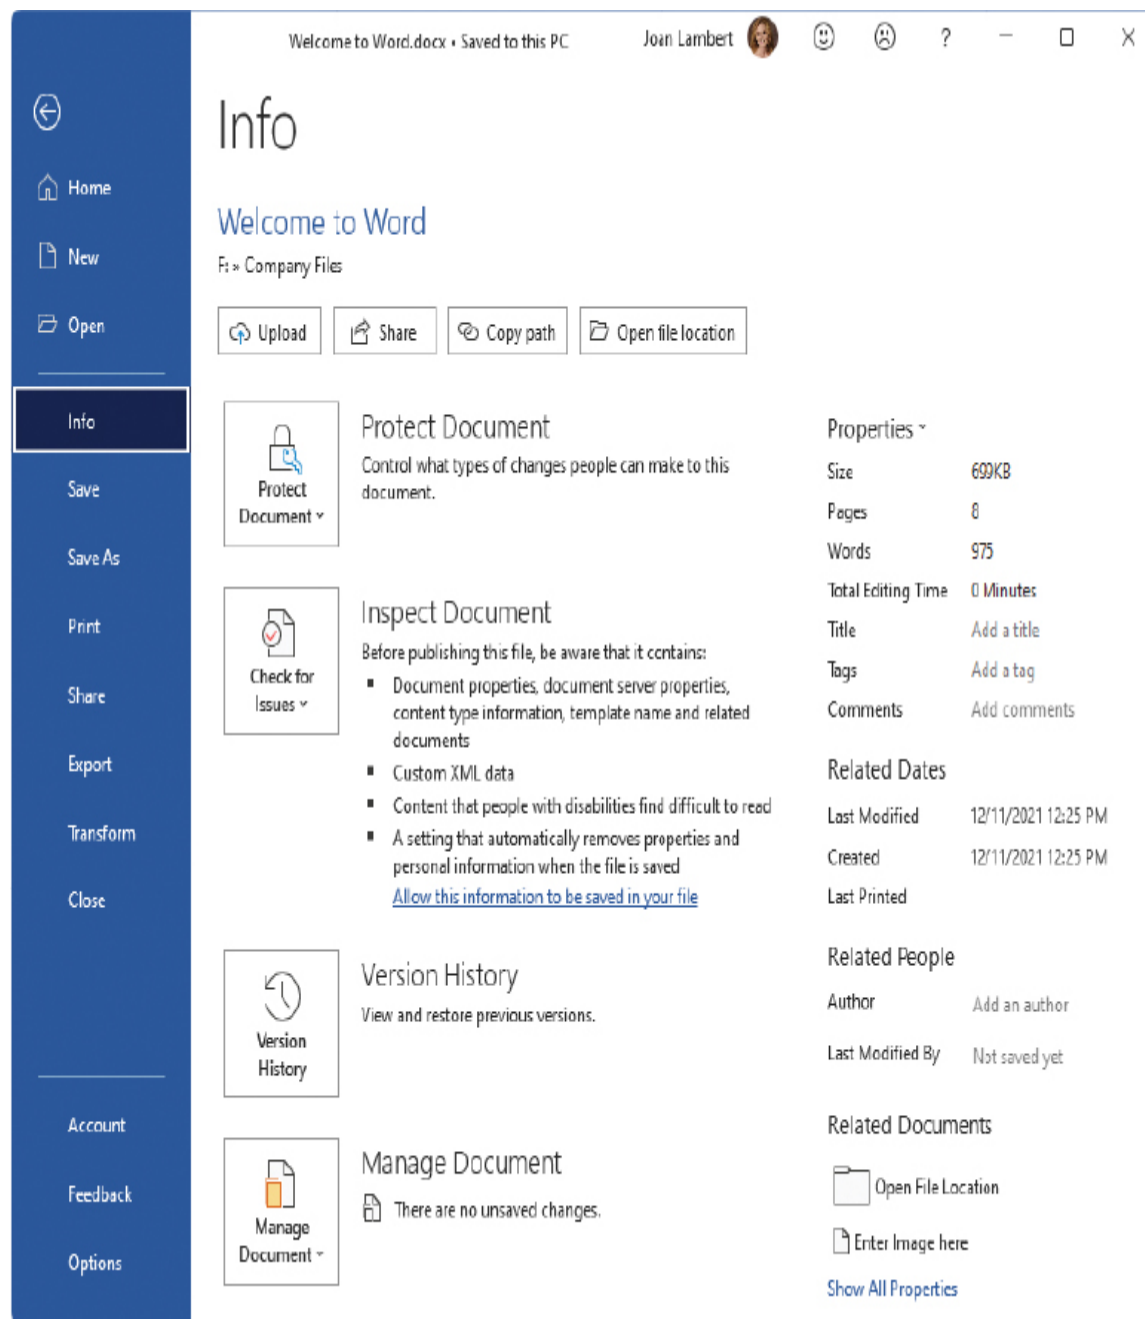 Welcome to Word.docx • Saved to this PC
Joan Lambert
?
Info
Home
New
Open
Info
Save
Save As
Print
Share
Export
Transform
Close
Account
Feedback
Options
Welcome to Word
F: » Company Files
Upload
Share
Copy path
Open file location
Protect
Document
Protect Document
Control what types of changes people can make to this
document.
Check for
Issues
Inspect Document
Before publishing this file, be aware that it contains:
▪ Document properties, document server properties,
content type information, template name and related
documents
▪ Custom XML data
▪ Content that people with disabilities find difficult to read
▪ A setting that automatically removes properties and
personal information when the file is saved
Allow this information to be saved in your file
Version
History
Version History
View and restore previous versions.
Manage
Document
Manage Document
There are no unsaved changes.
Properties
Size 699KB
Pages 8
Words 975
Total Editing Time 0 Minutes
Title Add a title
Tags Add a tag
Comments Add comments
Related Dates
Last Modified 12/11/2021 12:25 PM
Created 12/11/2021 12:25 PM
Last Printed
Related People
Author Add an author
Last Modified By Not saved yet
Related Documents
Open File Location
Enter Image here
Show All Properties